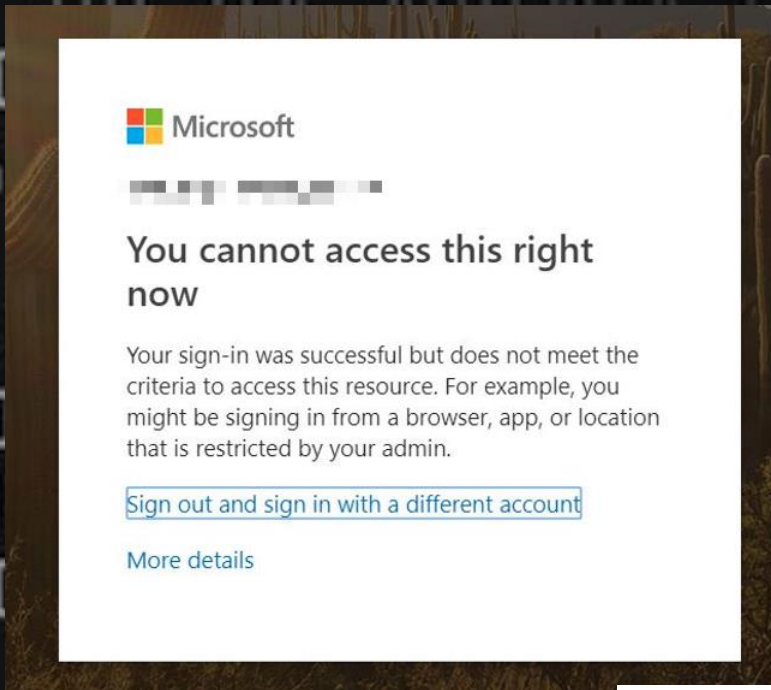 Microsoft
You cannot access this right
now
Your sign-in was successful but does not meet the
criteria to access this resource. For example, you
might be signing in from a browser, app, or location
that is restricted by your admin.
Sign out and sign in with a different account
More details